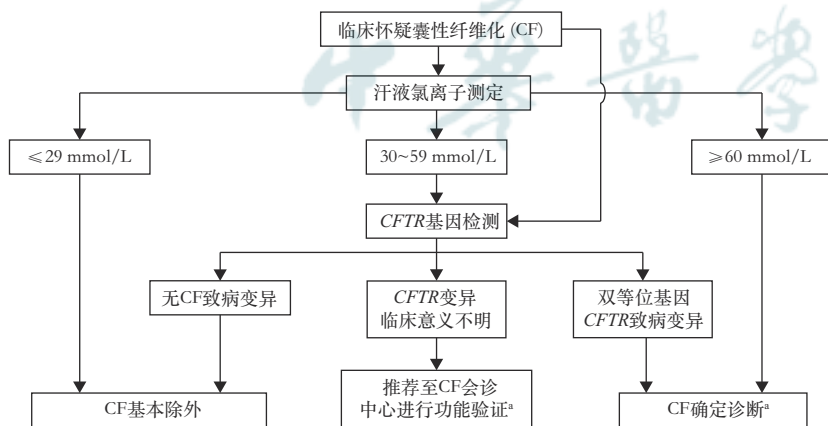 临床怀疑囊性纤维化 (CF)
中華醫學
汗液氯离子测定
≤29 mmol/L
30~59 mmol/L
≥60 mmol/L
CFTR基因检测
无CF致病变异
CFTR变异
临床意义不明
双等位基因
CFTR致病变异
CF基本除外
推荐至CF会诊
中心进行功能验证ª
CF确定诊断ª